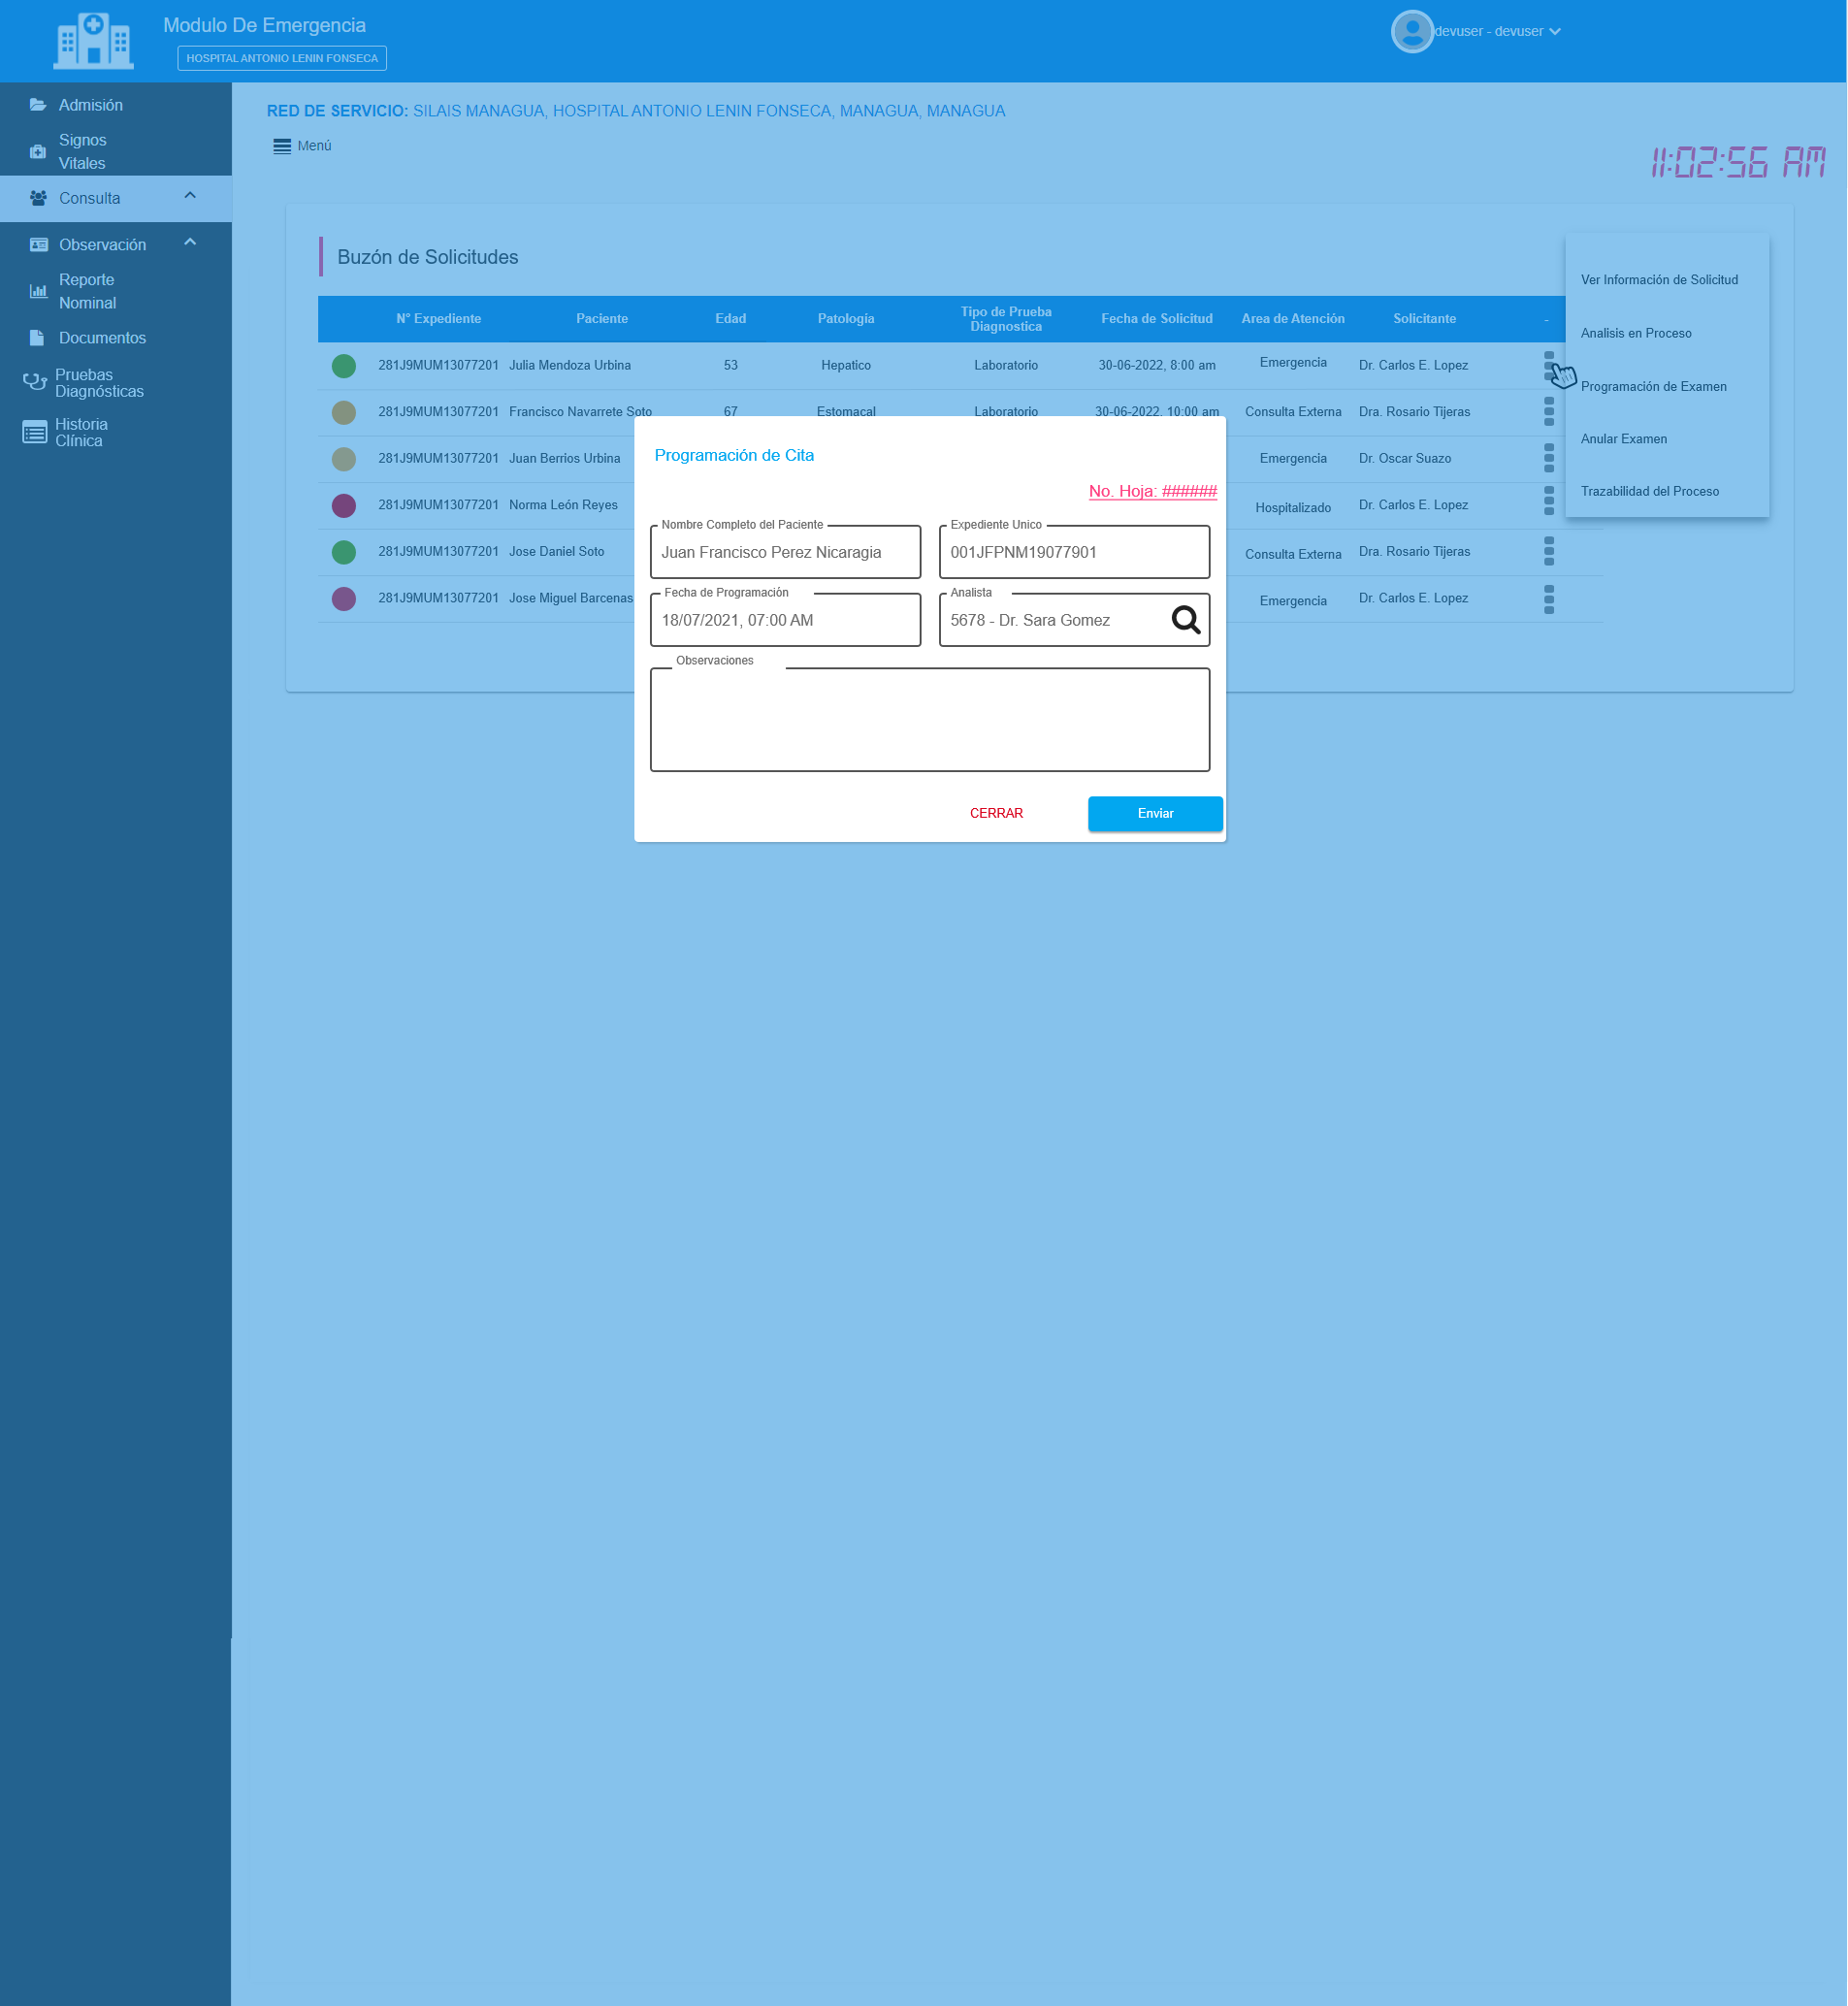 Modulo De Emergencia
HOSPITAL ANTONIO LENIN FONSECA
devuser - devuser
Admisión
Signos
Vitales
Consulta
Observación
Reporte
Nominal
Documentos
Pruebas
Diagnósticas
Historia
Clínica
RED DE SERVICIO: SILAIS MANAGUA, HOSPITAL ANTONIO LENIN FONSECA, MANAGUA, MANAGUA
Menú
11:02:56 AM
Buzón de Solicitudes
N° Expediente Paciente Edad Patología Tipo de Prueba Diagnostica Fecha de Solicitud Area de Atención Solicitante -
281J9MUM13077201 Julia Mendoza Urbina 53 Hepatico Laboratorio 30-06-2022, 8:00 am Emergencia Dr. Carlos E. Lopez
281J9MUM13077201 Francisco Navarrete Soto 67 Estomacal Laboratorio 30-06-2022, 10:00 am Consulta Externa Dra. Rosario Tijeras
281J9MUM13077201 Juan Berrios Urbina Emergencia Dr. Oscar Suazo
281J9MUM13077201 Norma León Reyes Hospitalizado Dr. Carlos E. Lopez
281J9MUM13077201 Jose Daniel Soto Consulta Externa Dra. Rosario Tijeras
281J9MUM13077201 Jose Miguel Barcenas Emergencia Dr. Carlos E. Lopez
Ver Información de Solicitud
Analisis en Proceso
Programación de Examen
Anular Examen
Trazabilidad del Proceso
Programación de Cita
No. Hoja: ######
Nombre Completo del Paciente
Juan Francisco Perez Nicaragia
Expediente Unico
001JFPNM19077901
Fecha de Programación
18/07/2021, 07:00 AM
Analista
5678 - Dr. Sara Gomez
Observaciones
CERRAR
Enviar